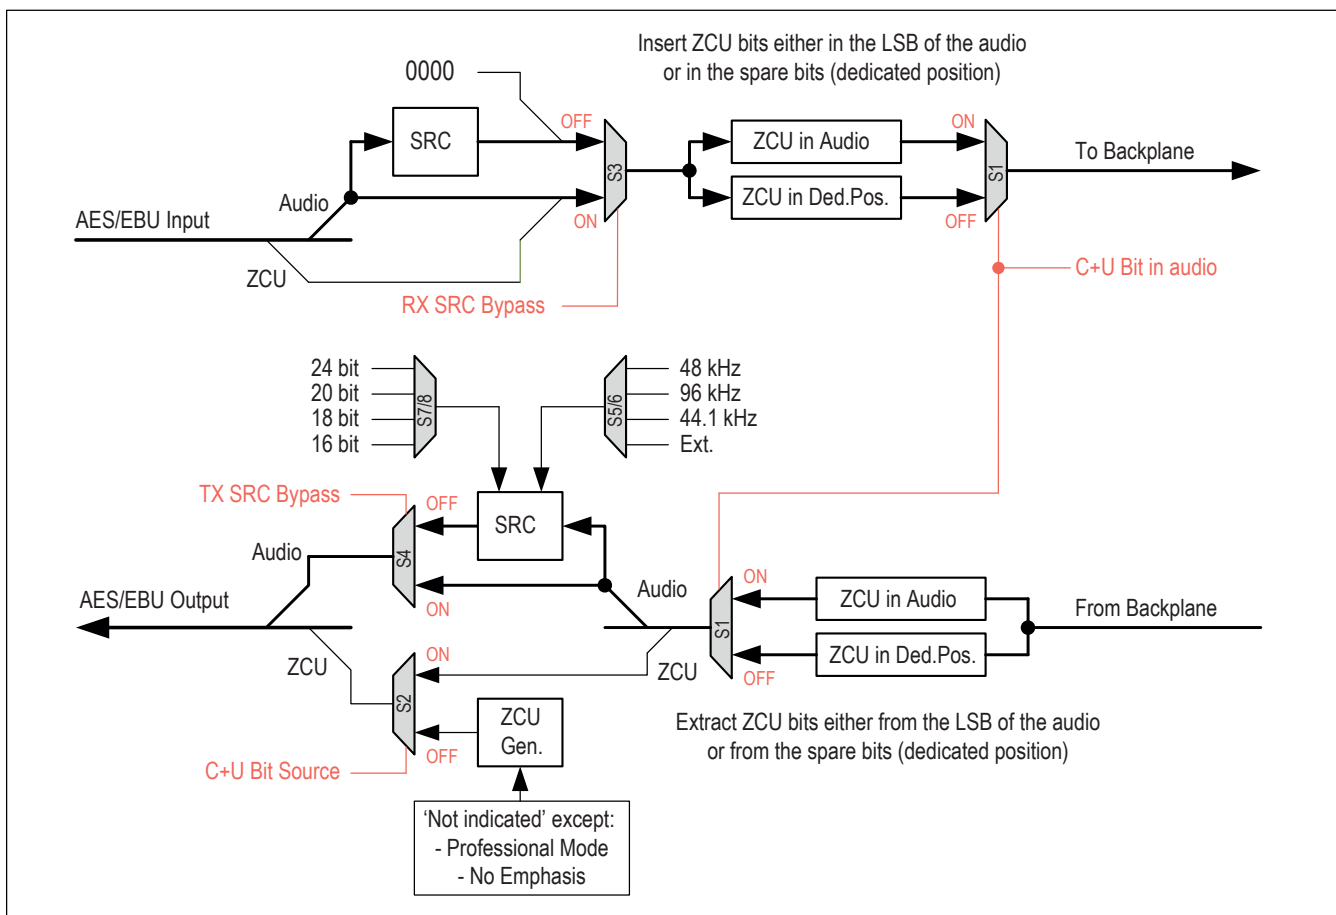 Insert ZCU bits either in the LSB of the audio
or in the spare bits (dedicated position)
0000
OFF
SRC
S3
ON
ZCU in Audio
ON
S1
To Backplane
Audio
AES/EBU Input
ZCU in Ded.Pos.
OFF
ZCU
RX SRC Bypass
C+U Bit in audio
24 bit
20 bit
18 bit
16 bit
S7/8
S5/6
48 kHz
96 kHz
44.1 kHz
Ext.
TX SRC Bypass
OFF
SRC
S4
Audio
ON
AES/EBU Output
Audio
ON
S1
ZCU in Audio
From Backplane
ZCU in Ded.Pos.
OFF
ZCU
ON
ZCU
S2
OFF
ZCU
Gen.
C+U Bit Source
Extract ZCU bits either from the LSB of the audio
or from the spare bits (dedicated position)
‘Not indicated’ except:
- Professional Mode
- No Emphasis